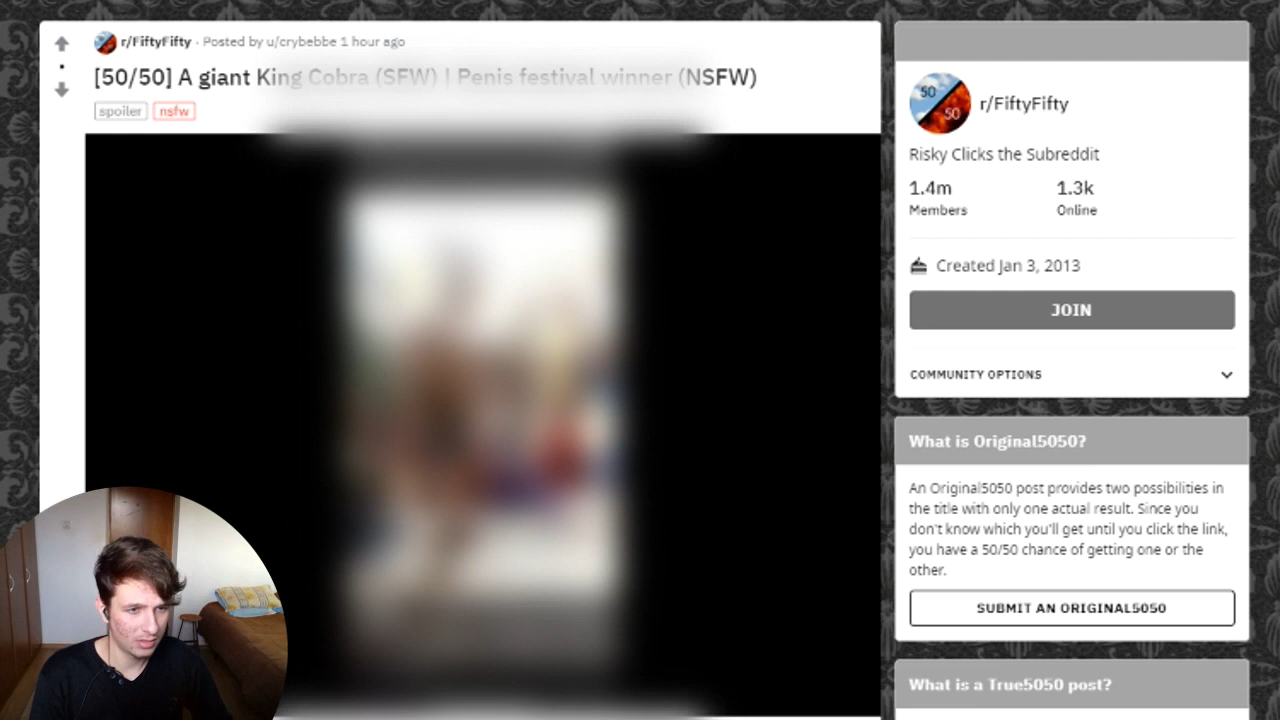 r/FiftyFifty · Posted by u/crybebbe 1 hour ago
[50/50] A giant King Cobra (SFW) | Penis festival winner (NSFW)
spoiler nsfw
50
50
r/FiftyFifty
Risky Clicks the Subreddit
1.4m 1.3k
Members Online
Created Jan 3, 2013
JOIN
COMMUNITY OPTIONS
What is Original5050?
An Original5050 post provides two possibilities in
the title with only one actual result. Since you
don't know which you'll get until you click the link,
you have a 50/50 chance of getting one or the
other.
SUBMIT AN ORIGINAL5050
What is a True5050 post?